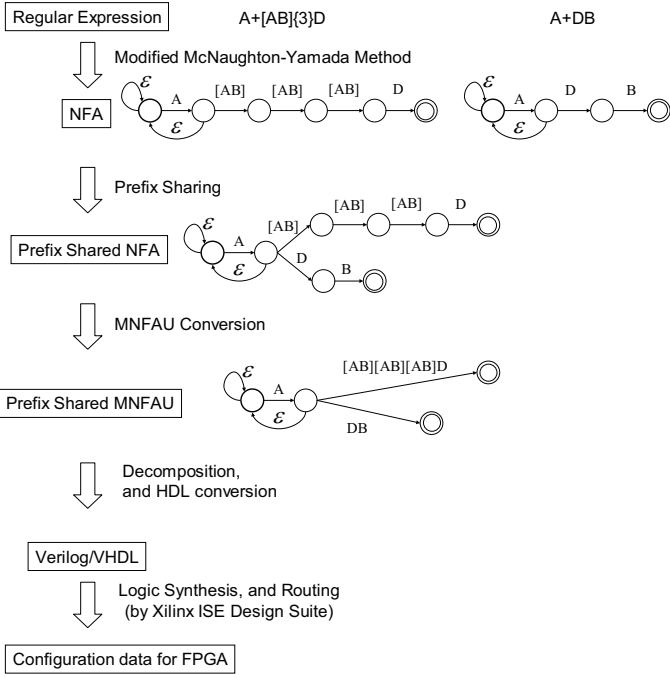 Regular Expression A+[AB]{3}D A+DB
Modified McNaughton-Yamada Method
ε A [AB] [AB] [AB] D ε A D B
NFA
ε ε
Prefix Sharing
ε A [AB] [AB] [AB] D
Prefix Shared NFA
ε D B
MNFAU Conversion
ε A [AB][AB][AB]D
Prefix Shared MNFAU
ε DB
Decomposition,
and HDL conversion
Verilog/VHDL
Logic Synthesis, and Routing
(by Xilinx ISE Design Suite)
Configuration data for FPGA